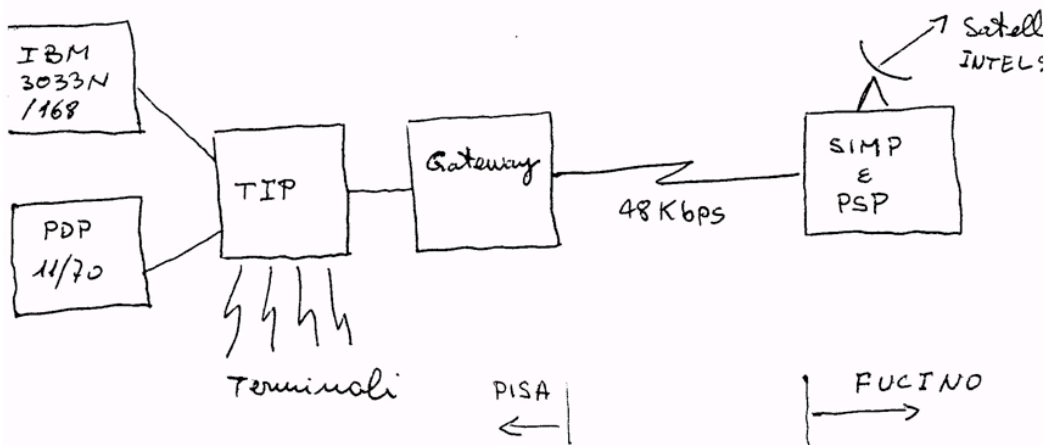 IBM
3033N
/168
PDP
11/70
TIP
Terminali
Gateway
48 Kbps
SIMP
E
PSP
PISA
FUCINO